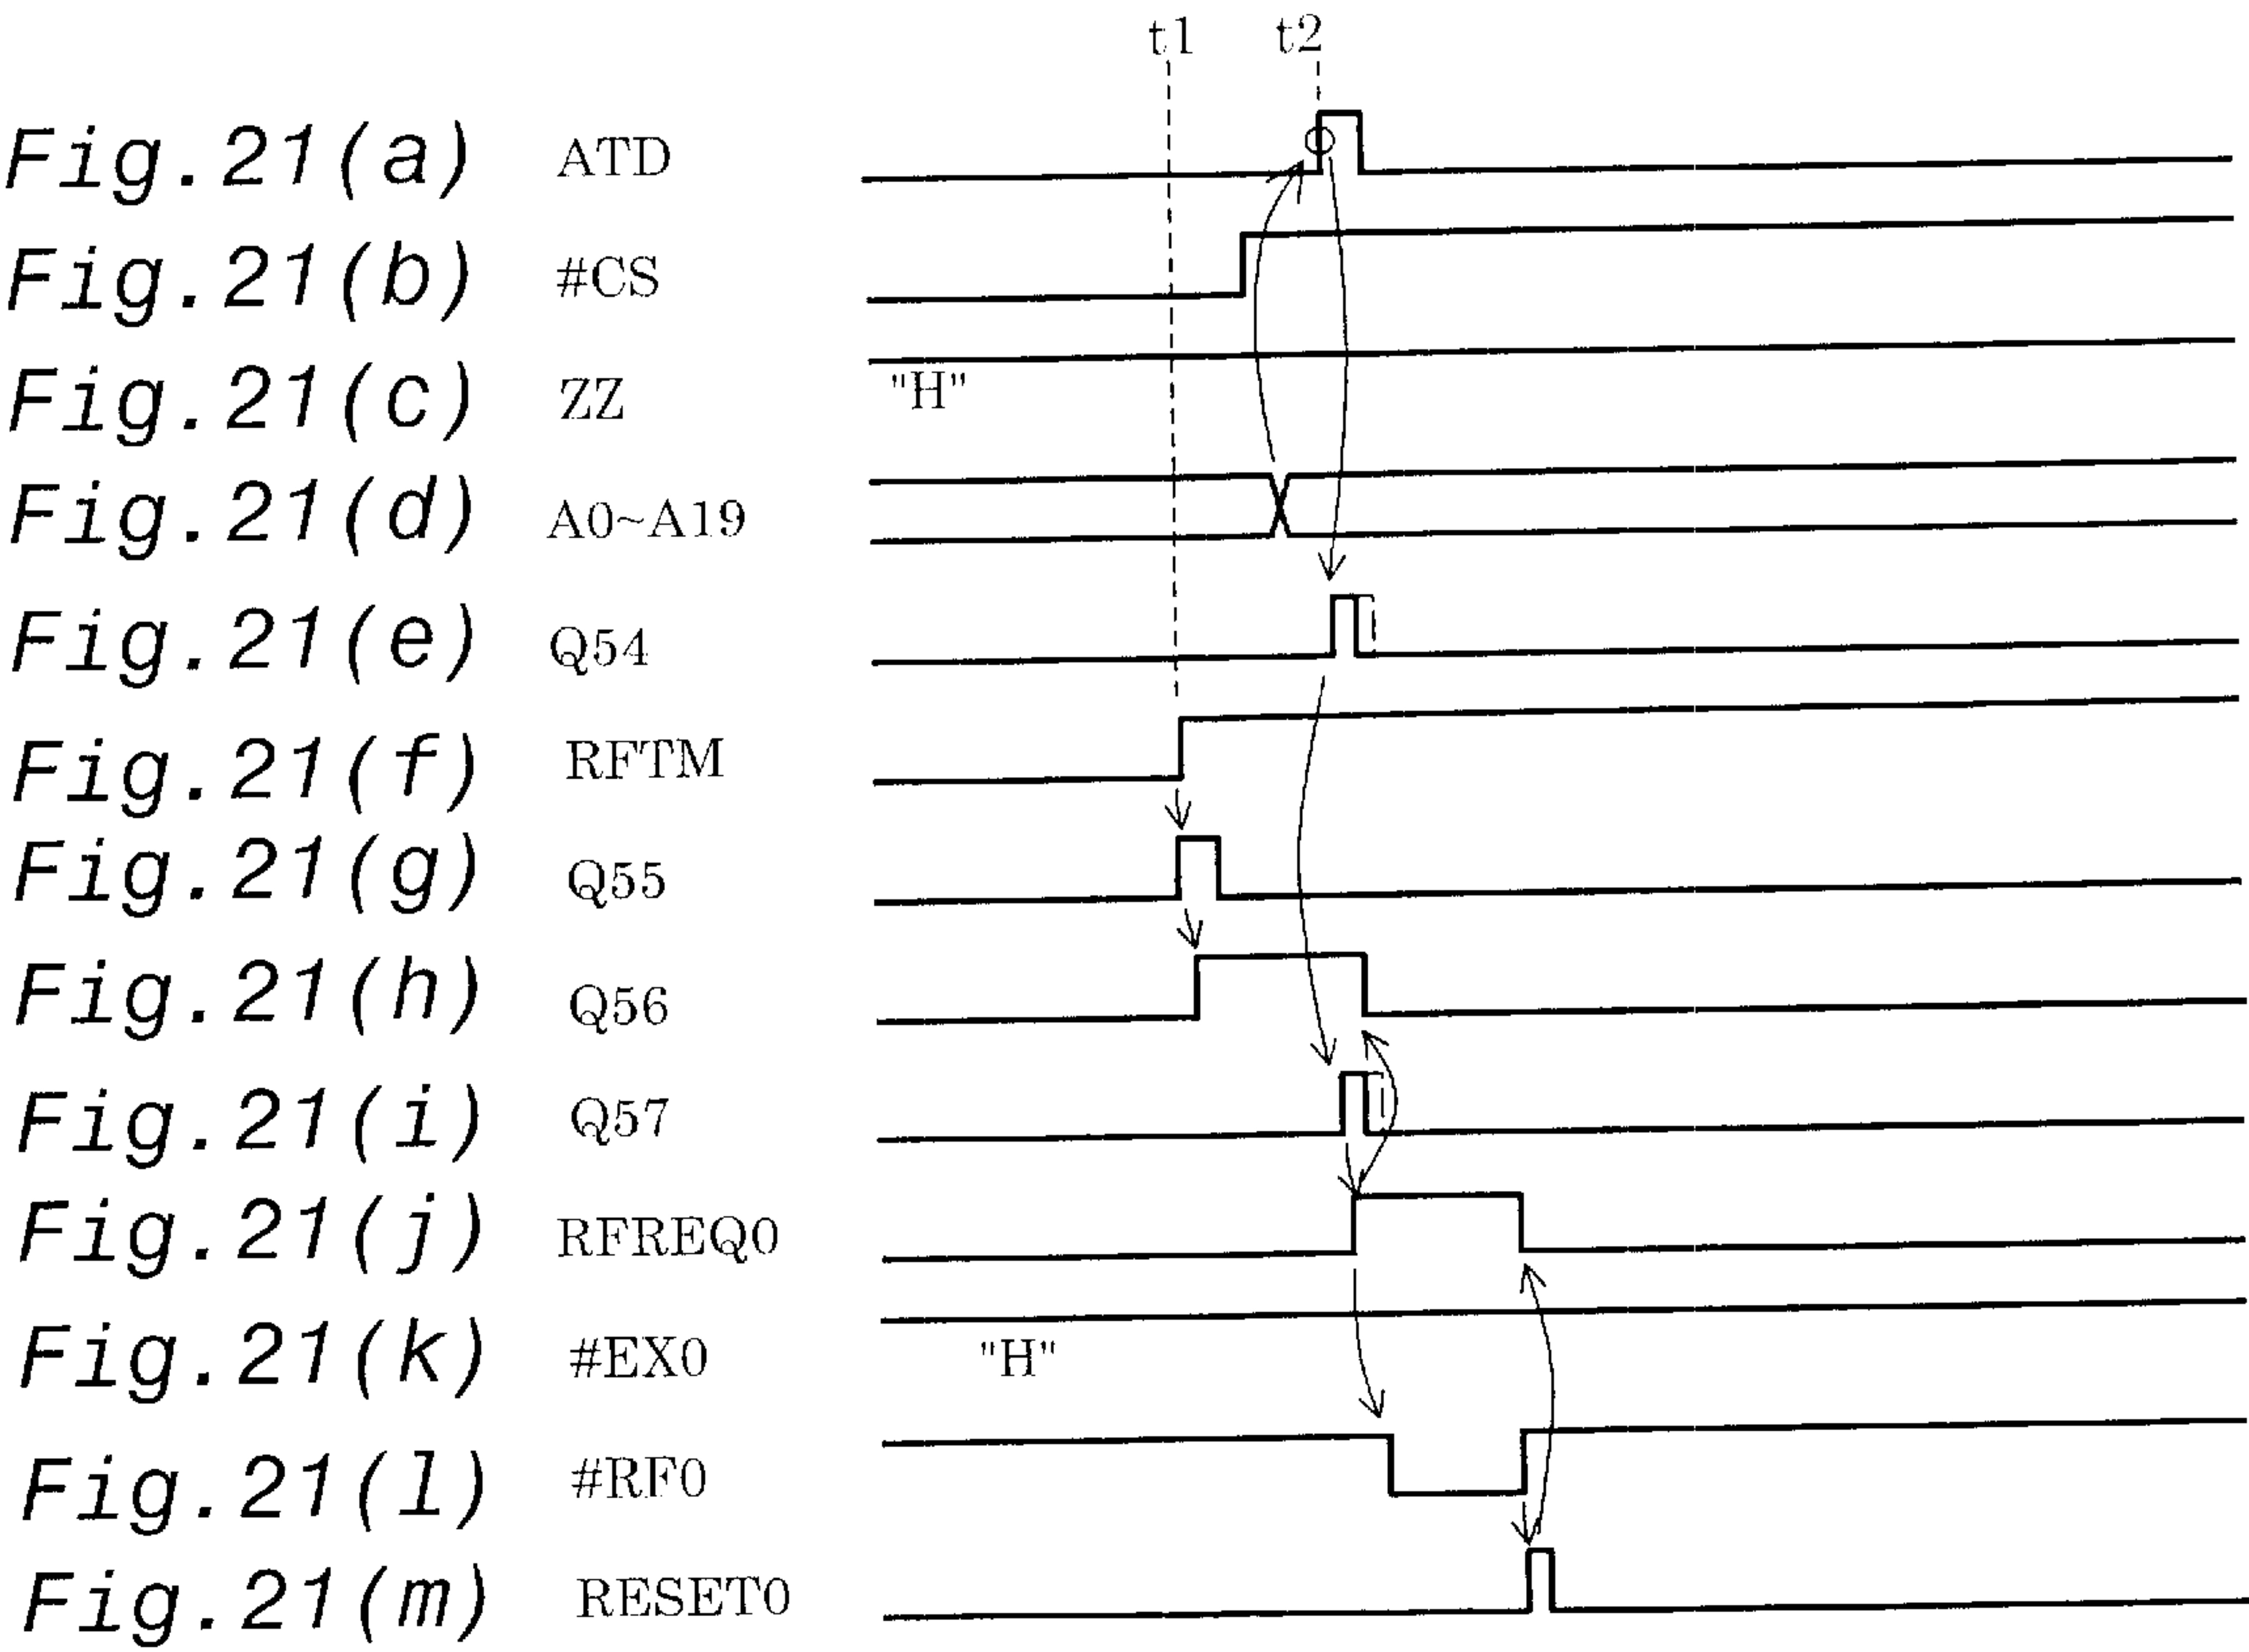 t1 t2
Fig.21(a) ATD
Fig.21(b) #CS
Fig.21(c) ZZ "H"
Fig.21(d) A0~A19
Fig.21(e) Q54
Fig.21(f) RFTM
Fig.21(g) Q55
Fig.21(h) Q56
Fig.21(i) Q57
Fig.21(j) RFREQ0
Fig.21(k) #EX0 "H"
Fig.21(l) #RF0
Fig.21(m) RESET0